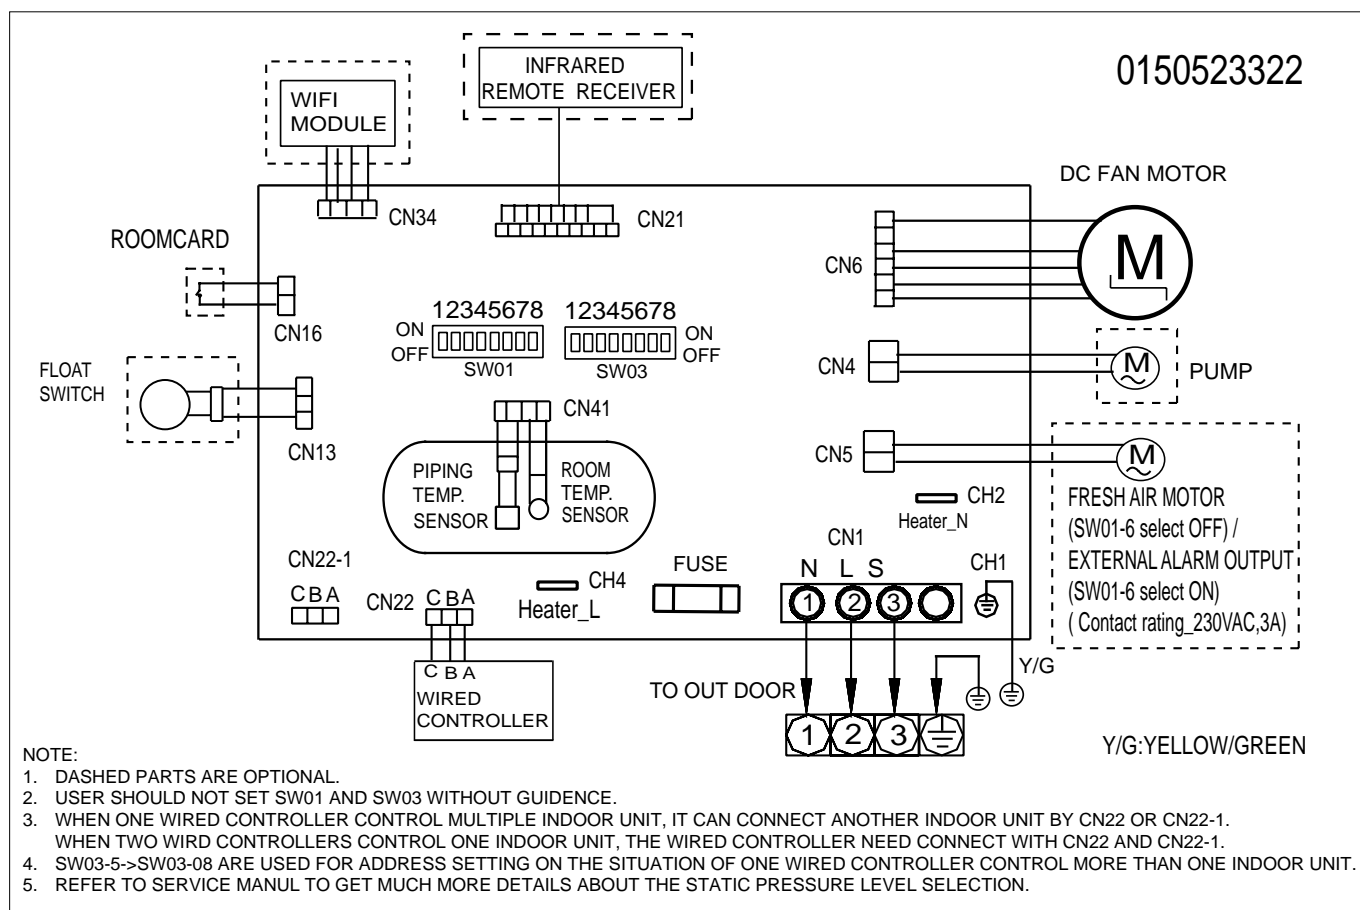 0150523322
INFRARED
REMOTE RECEIVER
WIFI
MODULE
CN34
CN21
DC FAN MOTOR
M
CN6
ROOMCARD
CN16
12345678 12345678
ON
OFF
SW01
ON
OFF
SW03
FLOAT
SWITCH
CN13
CN4
M
PUMP
CN41
CN5
M
PIPING
TEMP.
SENSOR
ROOM
TEMP.
SENSOR
CH2
Heater_N
FRESH AIR MOTOR
(SW01-6 select OFF) /
EXTERNAL ALARM OUTPUT
(SW01-6 select ON)
( Contact rating_230VAC,3A)
CN1
N L S
1 2 3
CH1
CN22-1
C B A
CN22
C B A
CH4
Heater_L
FUSE
C B A
WIRED
CONTROLLER
Y/G
TO OUT DOOR
1 2 3
Y/G:YELLOW/GREEN
NOTE:
1. DASHED PARTS ARE OPTIONAL.
2. USER SHOULD NOT SET SW01 AND SW03 WITHOUT GUIDENCE.
3. WHEN ONE WIRED CONTROLLER CONTROL MULTIPLE INDOOR UNIT, IT CAN CONNECT ANOTHER INDOOR UNIT BY CN22 OR CN22-1.
WHEN TWO WIRD CONTROLLERS CONTROL ONE INDOOR UNIT, THE WIRED CONTROLLER NEED CONNECT WITH CN22 AND CN22-1.
4. SW03-5->SW03-08 ARE USED FOR ADDRESS SETTING ON THE SITUATION OF ONE WIRED CONTROLLER CONTROL MORE THAN ONE INDOOR UNIT.
5. REFER TO SERVICE MANUL TO GET MUCH MORE DETAILS ABOUT THE STATIC PRESSURE LEVEL SELECTION.